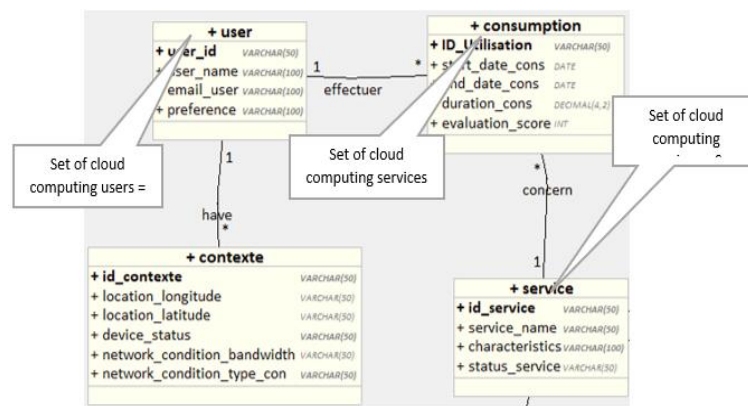 + user
+ user_id VARCHAR(50)
user_name VARCHAR(100)
email_user VARCHAR(100)
+ preference VARCHAR(100)
1
*
effectuer
+ consumption
+ ID_Utilisation VARCHAR(50)
+ start_date_cons DATE
end_date_cons DATE
duration_cons DECIMAL(4,2)
+ evaluation_score INT
Set of cloud
computing users =
Set of cloud
computing services
Set of cloud
computing
1
have
*
*
concern
1
+ contexte
+ id_contexte VARCHAR(50)
+ location_longitude VARCHAR(50)
+ location_latitude VARCHAR(50)
+ device_status VARCHAR(50)
+ network_condition_bandwidth VARCHAR(50)
+ network_condition_type_con VARCHAR(50)
+ service
+ id_service VARCHAR(50)
+ service_name VARCHAR(50)
+ characteristics VARCHAR(100)
+ status_service VARCHAR(50)